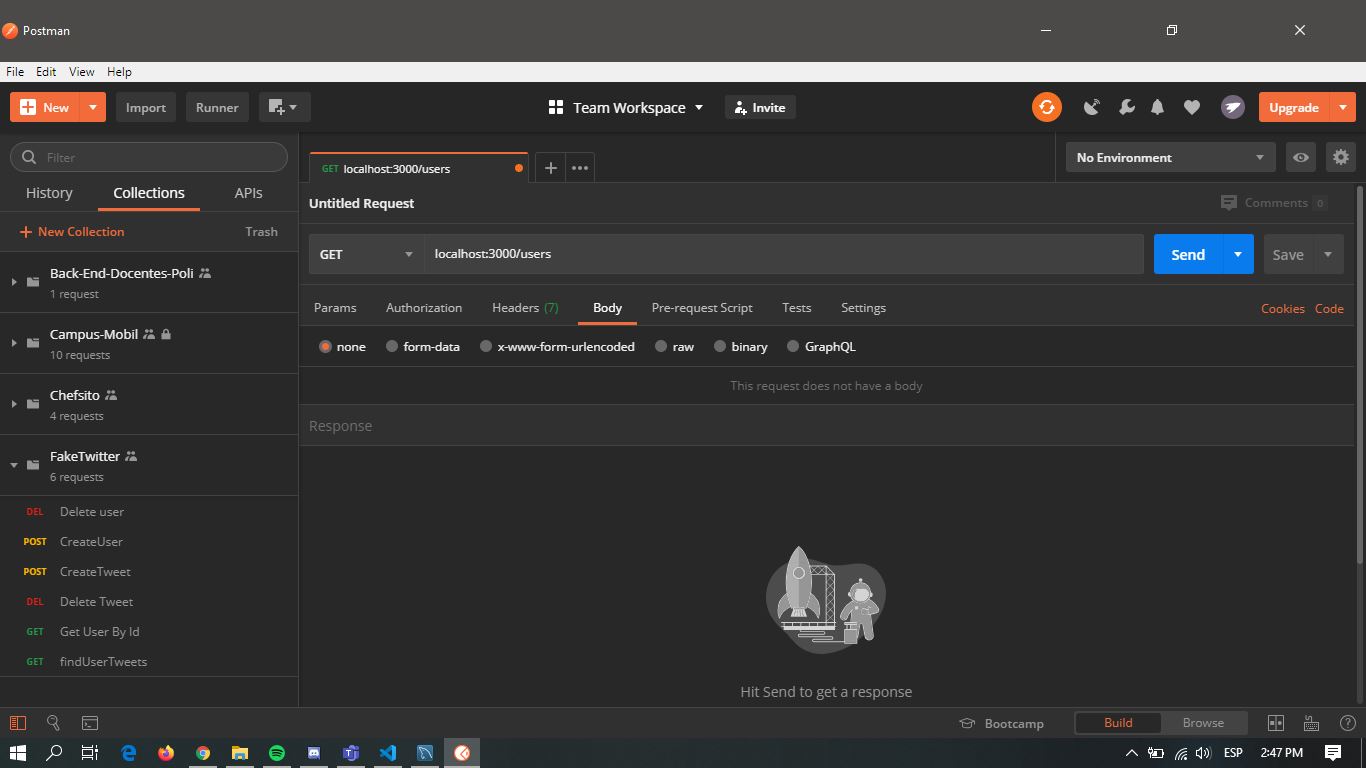 Postman
File Edit View Help
New Import Runner Team Workspace Invite Upgrade
Filter
History Collections APIs
New Collection Trash
Back-End-Docentes-Poli
1 request
Campus-Mobil
10 requests
Chefsito
4 requests
FakeTwitter
6 requests
DEL Delete user
POST CreateUser
POST CreateTweet
DEL Delete Tweet
GET Get User By Id
GET findUserTweets
GET localhost:3000/users
No Environment
Untitled Request
Comments 0
GET localhost:3000/users Send Save
Params Authorization Headers (7) Body Pre-request Script Tests Settings Cookies Code
none form-data x-www-form-urlencoded raw binary GraphQL
This request does not have a body
Response
Hit Send to get a response
Bootcamp Build Browse
ESP 2:47 PM